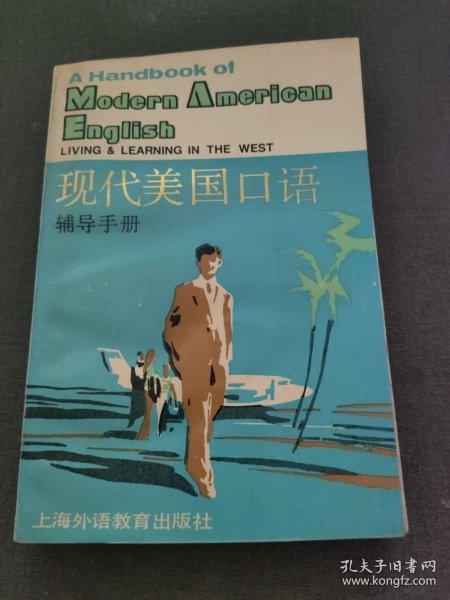 A Handbook of
Modern American
English
LIVING & LEARNING IN THE WEST
现代美国口语
辅导手册
上海外语教育出版社
孔夫子旧书网
www.kongfz.com